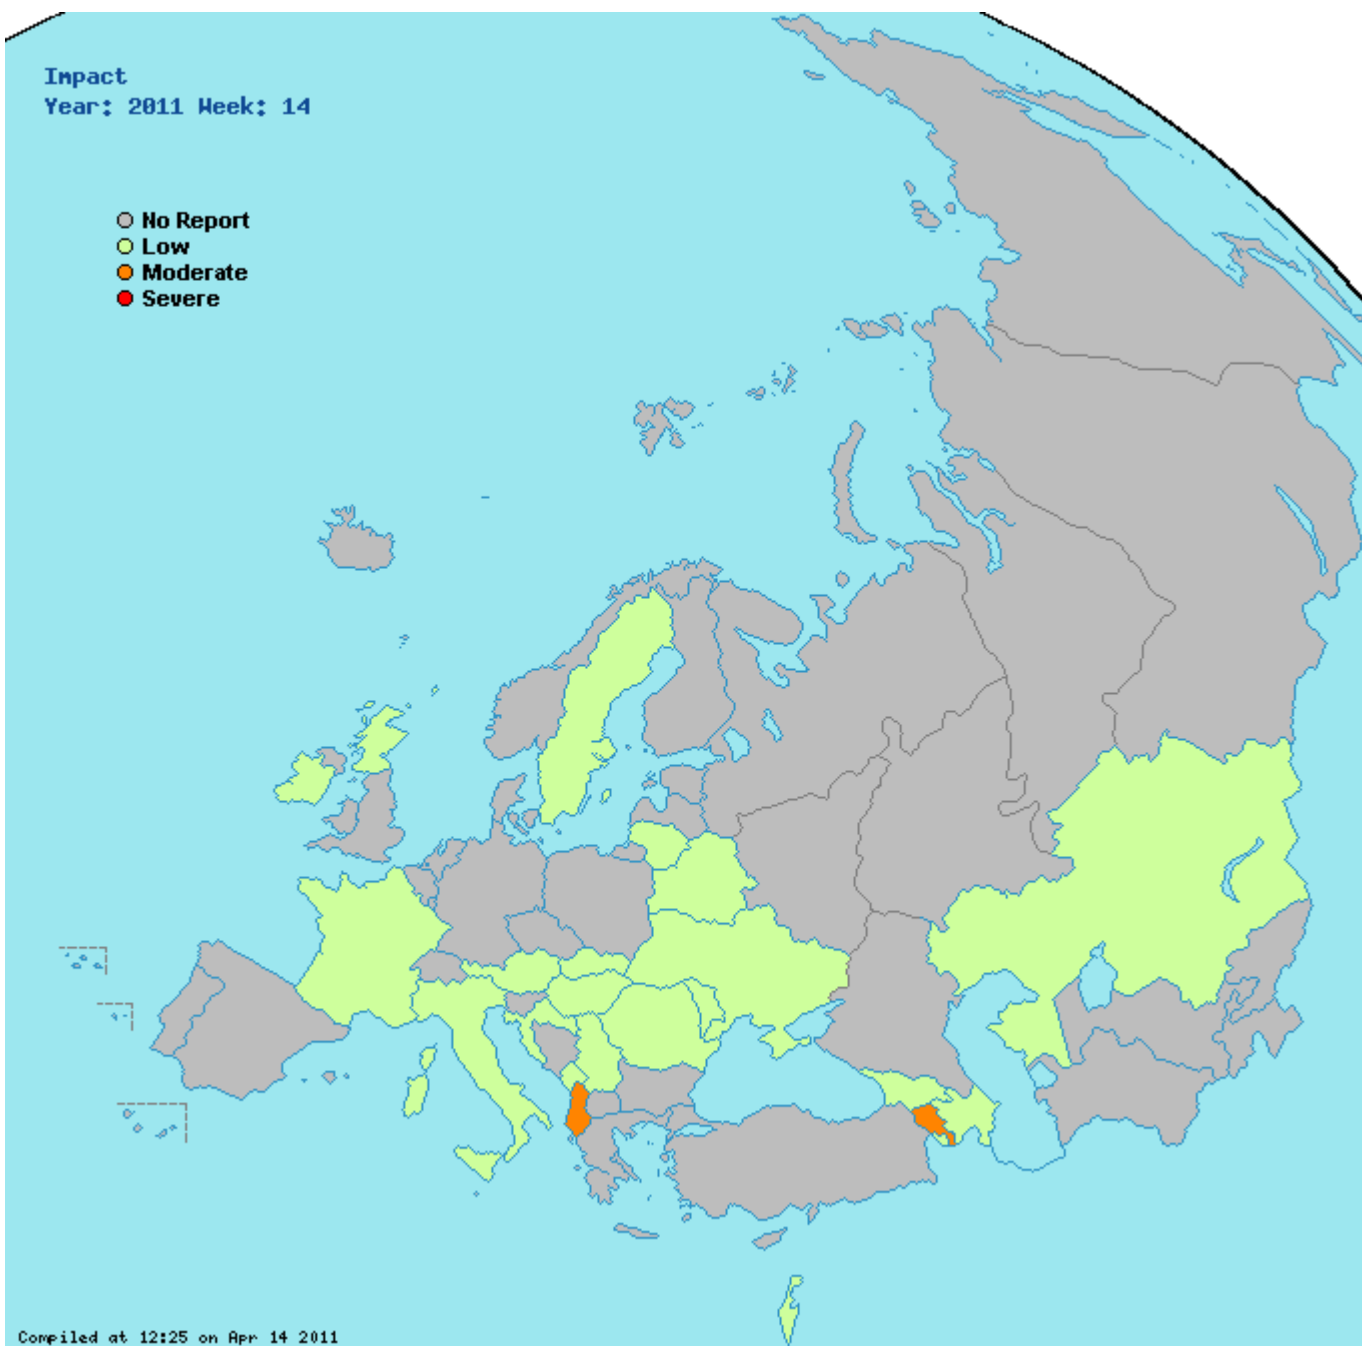 Impact
Year: 2011 Week: 14
No Report
Low
Moderate
Severe
Compiled at 12:25 on Apr 14 2011